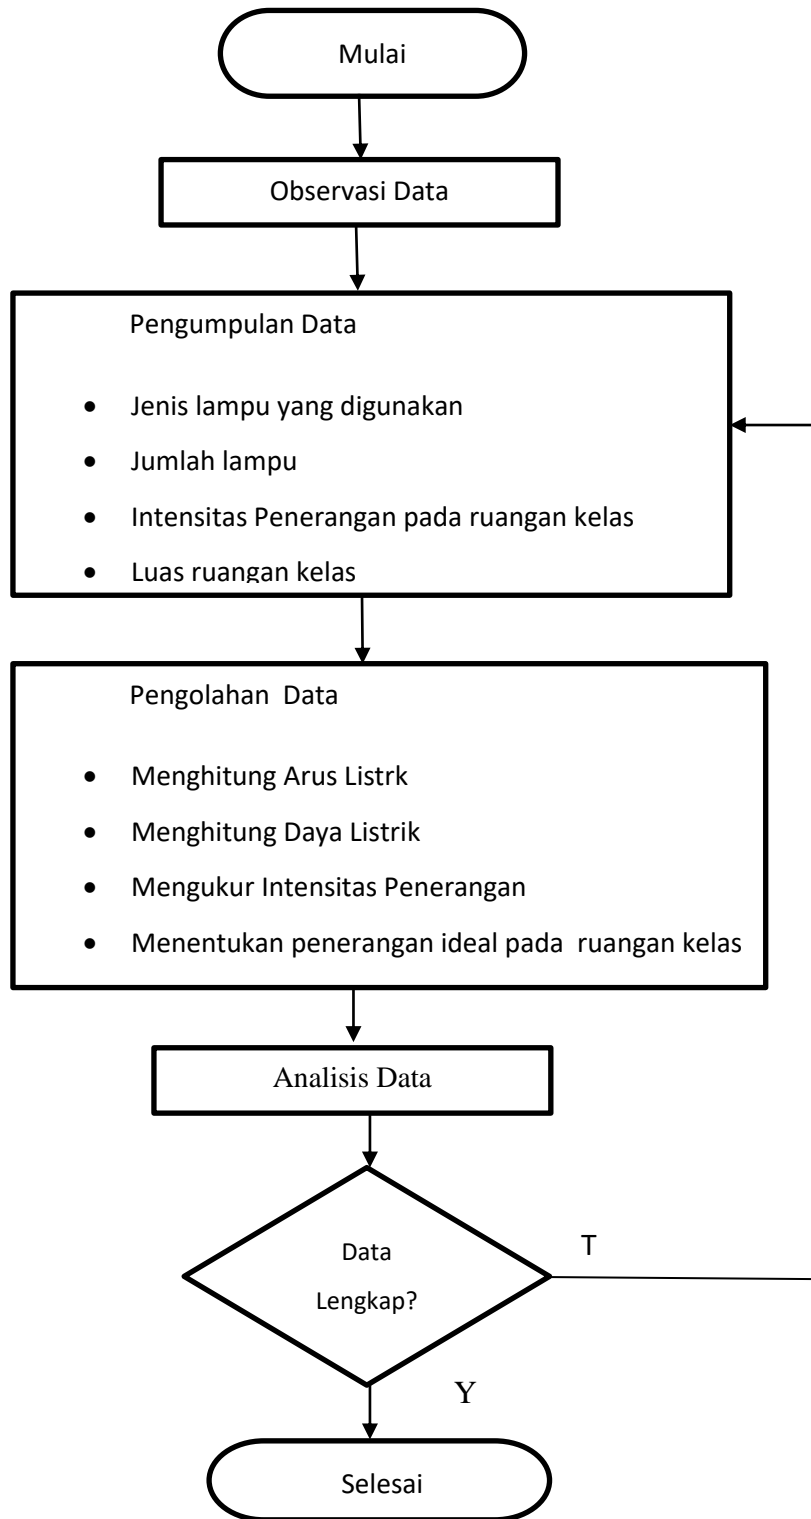 Mulai
Observasi Data
Pengumpulan Data
• Jenis lampu yang digunakan
• Jumlah lampu
• Intensitas Penerangan pada ruangan kelas
• Luas ruangan kelas
Pengolahan Data
• Menghitung Arus Listrk
• Menghitung Daya Listrik
• Mengukur Intensitas Penerangan
• Menentukan penerangan ideal pada ruangan kelas
Analisis Data
T
Data
Lengkap?
Y
Selesai